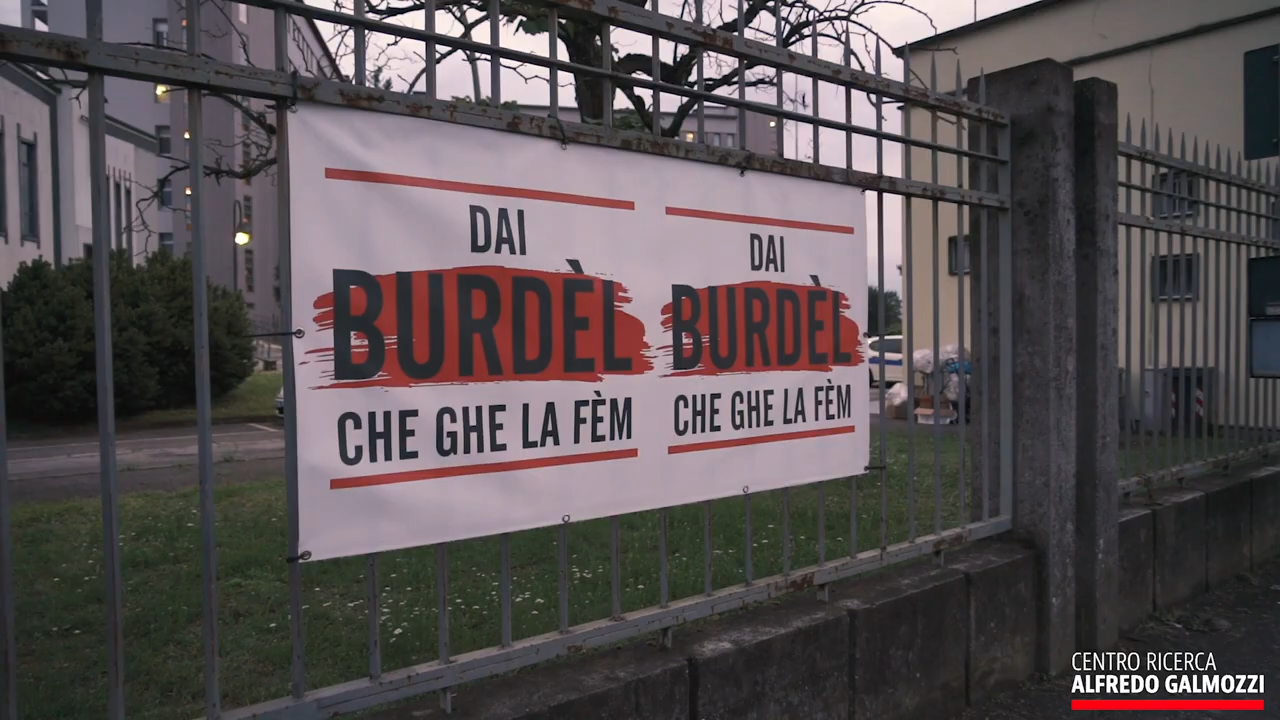 DAI
BURDÈL
CHE GHE LA FÈM
DAI
BURDÈL
CHE GHE LA FÈM
CENTRO RICERCA
ALFREDO GALMOZZI